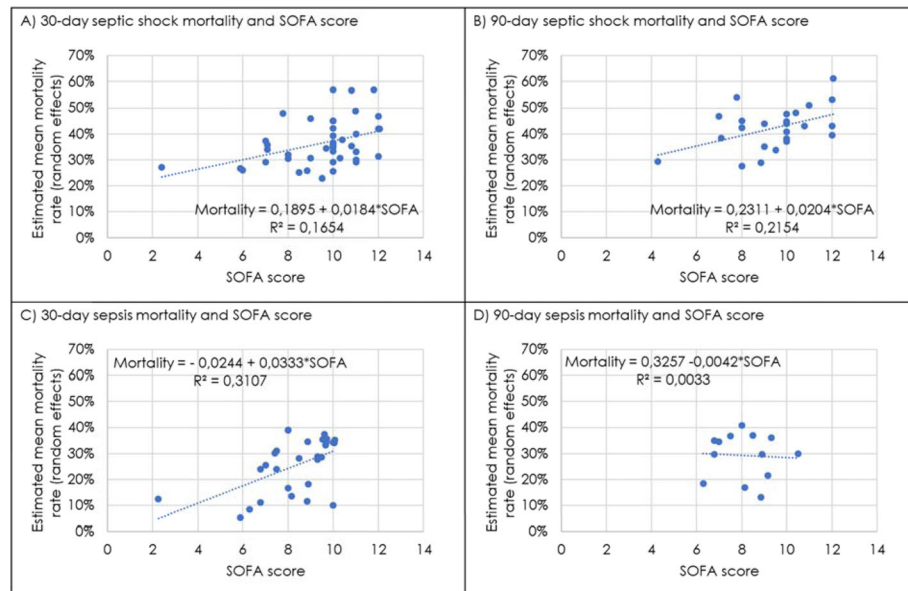 A) 30-day septic shock mortality and SOFA score
Estimated mean mortality
rate (random effects)
70%
60%
50%
40%
30%
20%
10%
0%
Mortality = 0,1895 + 0,0184*SOFA
R² = 0,1654
0 2 4 6 8 10 12 14
SOFA score
B) 90-day septic shock mortality and SOFA score
Estimated mean mortality
rate (random effects)
70%
60%
50%
40%
30%
20%
10%
0%
Mortality = 0,2311 + 0,0204*SOFA
R² = 0,2154
0 2 4 6 8 10 12 14
SOFA score
C) 30-day sepsis mortality and SOFA score
Estimated mean mortality
rate (random effects)
70%
60%
50%
40%
30%
20%
10%
0%
Mortality = - 0,0244 + 0,0333*SOFA
R² = 0,3107
0 2 4 6 8 10 12 14
SOFA score
D) 90-day sepsis mortality and SOFA score
Estimated mean mortality
rate (random effects)
70%
60%
50%
40%
30%
20%
10%
0%
Mortality = 0,3257 -0,0042*SOFA
R² = 0,0033
0 2 4 6 8 10 12 14
SOFA score